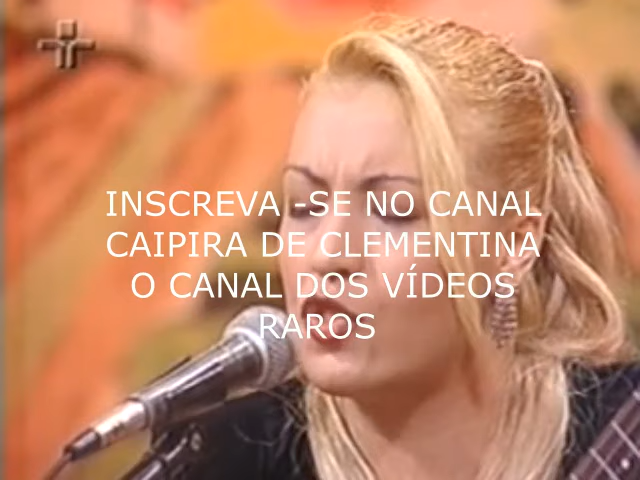 INSCREVA -SE NO CANAL
CAIPIRA DE CLEMENTINA
O CANAL DOS VÍDEOS
RAROS